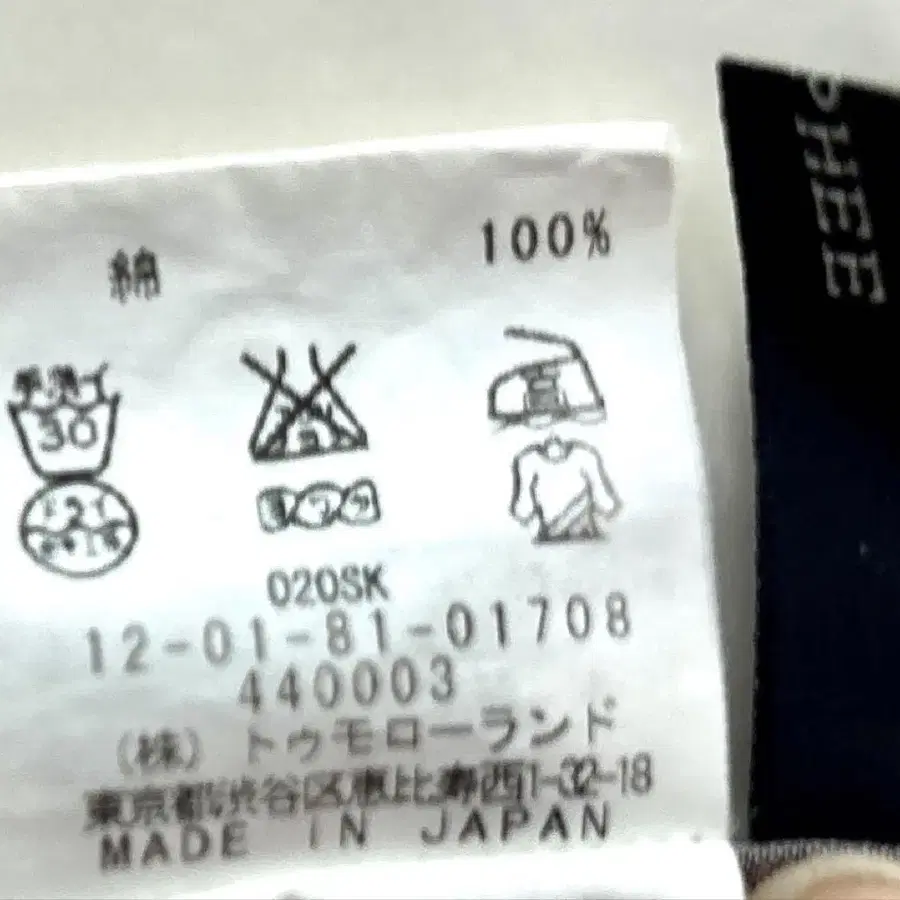 綿 100%
手洗イ
30
020SK
12-01-81-01708
440003
(株) トゥモローランド
東京都渋谷区恵比寿西1-32-18
MADE IN JAPAN
PHEE